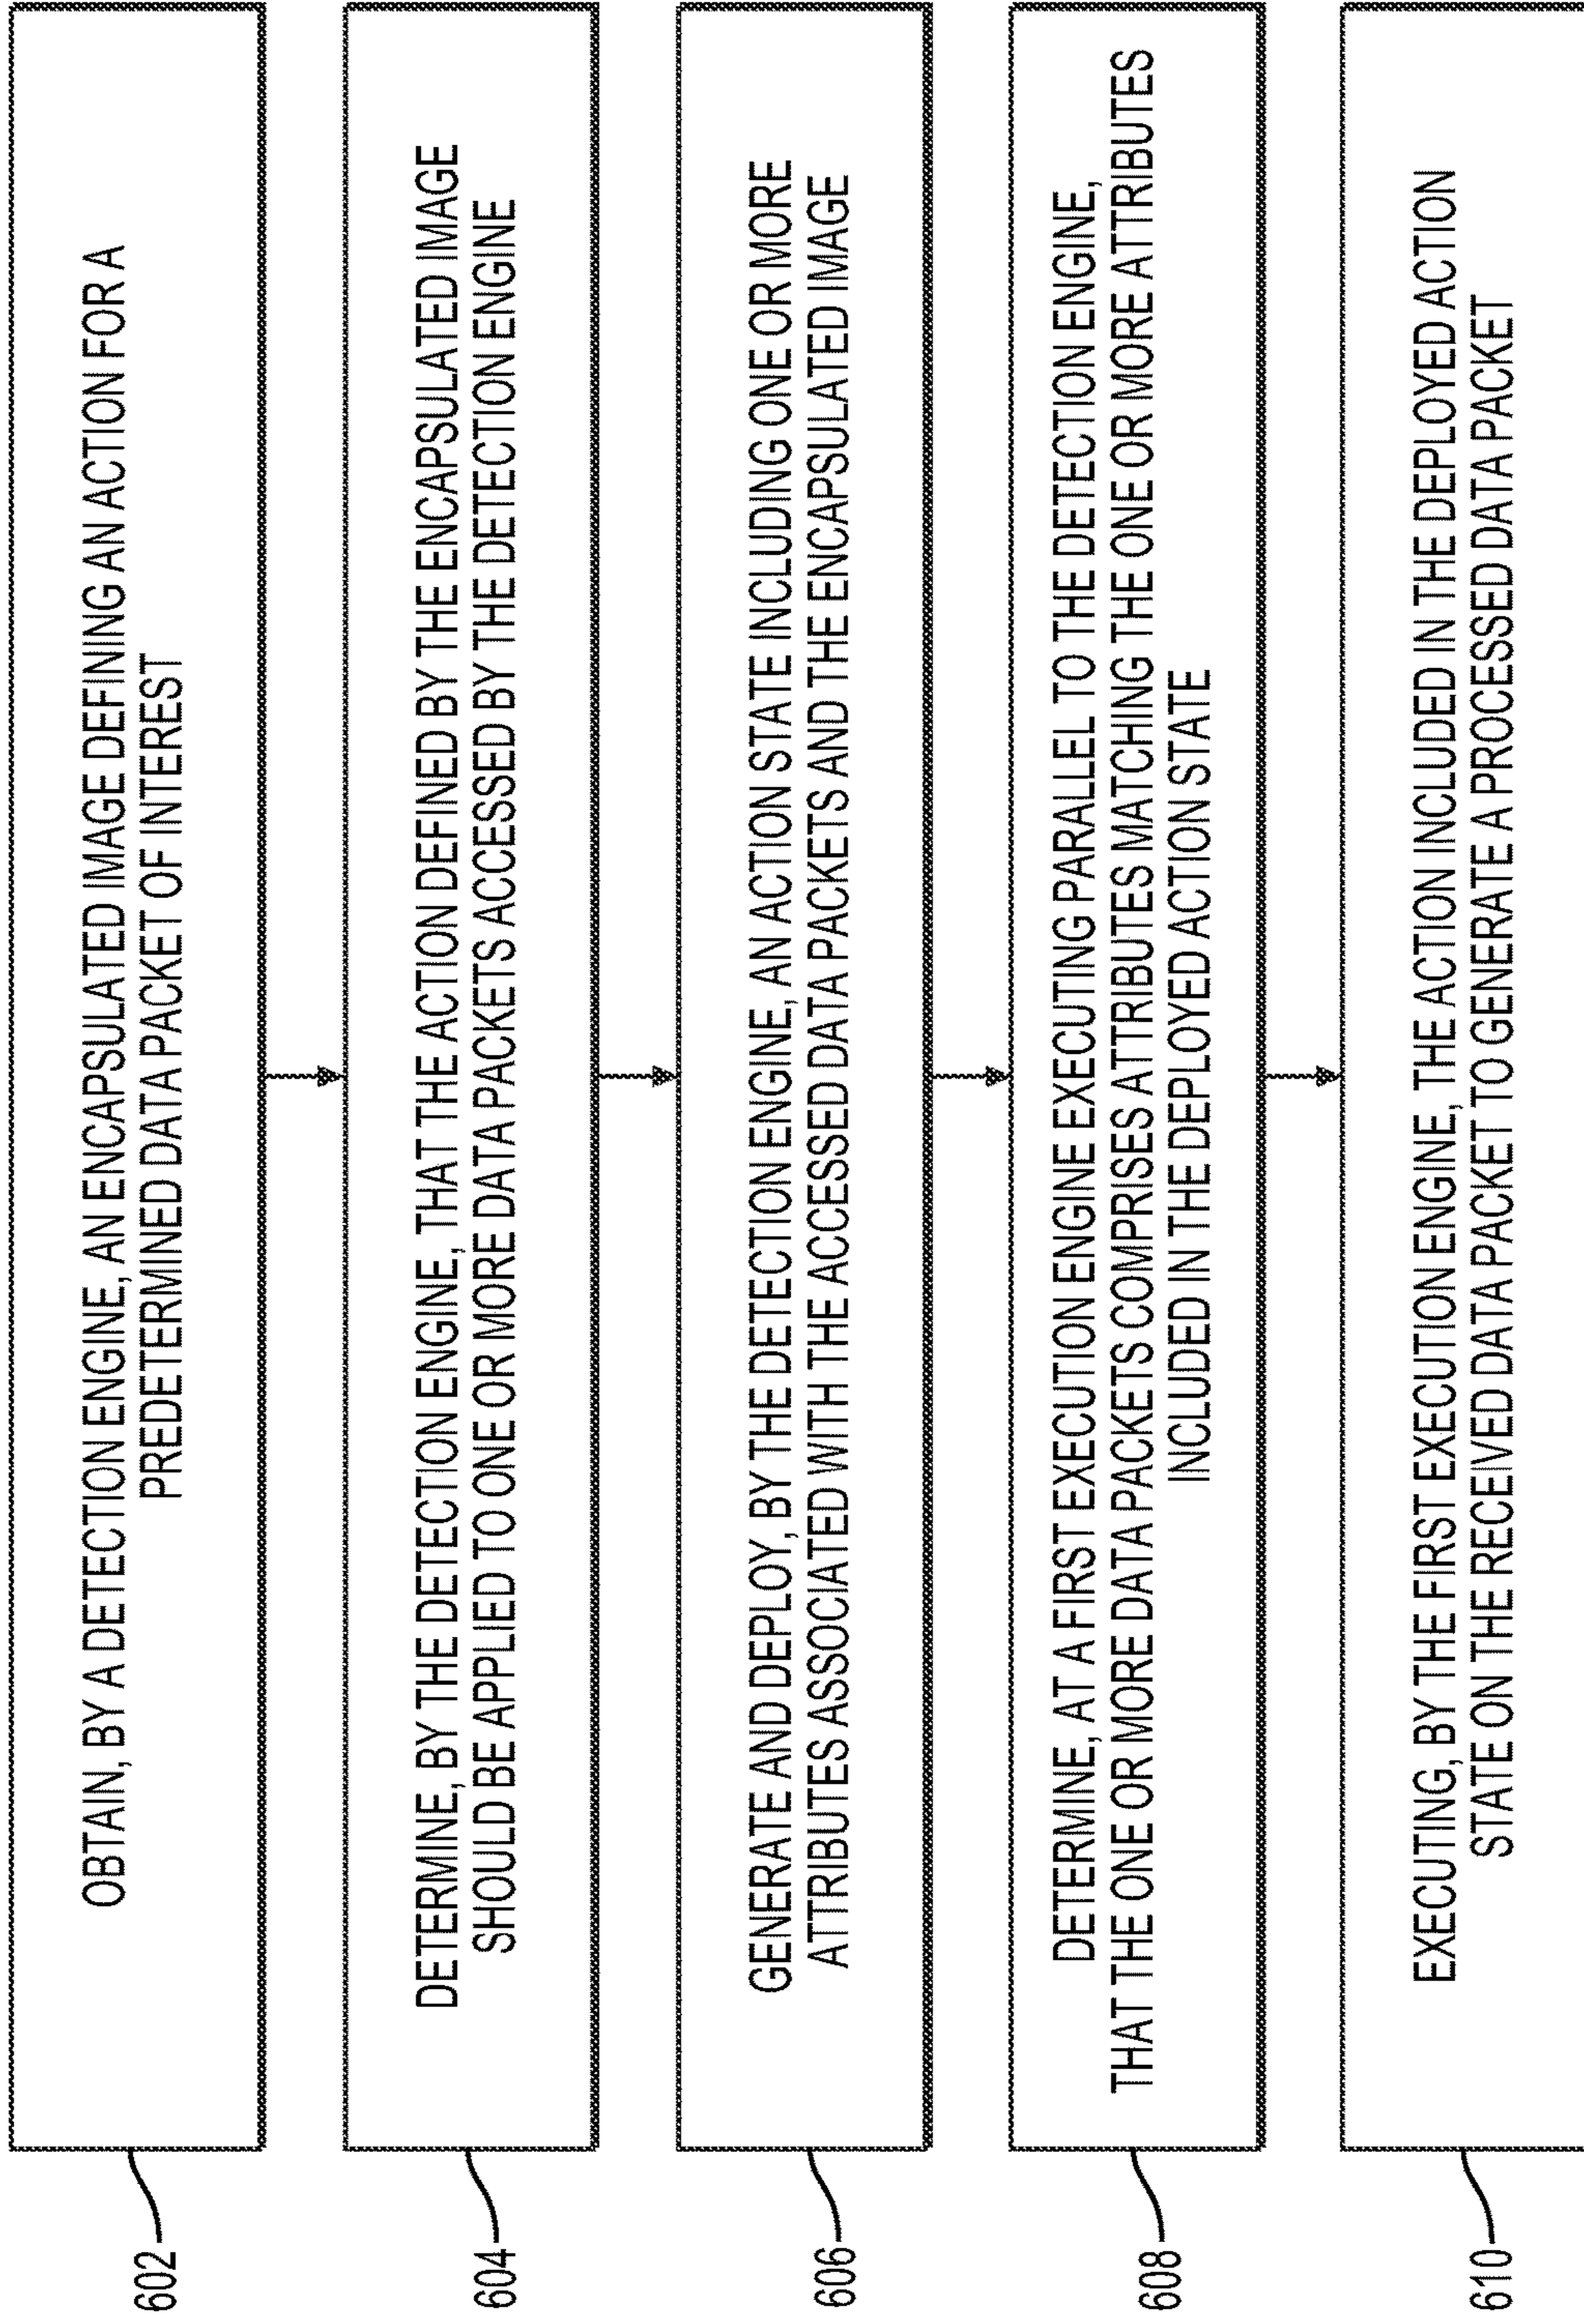 602
OBTAIN, BY A DETECTION ENGINE, AN ENCAPSULATED IMAGE DEFINING AN ACTION FOR A
PREDETERMINED DATA PACKET OF INTEREST
604
DETERMINE, BY THE DETECTION ENGINE, THAT THE ACTION DEFINED BY THE ENCAPSULATED IMAGE
SHOULD BE APPLIED TO ONE OR MORE DATA PACKETS ACCESSED BY THE DETECTION ENGINE
606
GENERATE AND DEPLOY, BY THE DETECTION ENGINE, AN ACTION STATE INCLUDING ONE OR MORE
ATTRIBUTES ASSOCIATED WITH THE ACCESSED DATA PACKETS AND THE ENCAPSULATED IMAGE
608
DETERMINE, AT A FIRST EXECUTION ENGINE EXECUTING PARALLEL TO THE DETECTION ENGINE,
THAT THE ONE OR MORE DATA PACKETS COMPRISES ATTRIBUTES MATCHING THE ONE OR MORE ATTRIBUTES
INCLUDED IN THE DEPLOYED ACTION STATE
610
EXECUTING, BY THE FIRST EXECUTION ENGINE, THE ACTION INCLUDED IN THE DEPLOYED ACTION
STATE ON THE RECEIVED DATA PACKET TO GENERATE A PROCESSED DATA PACKET